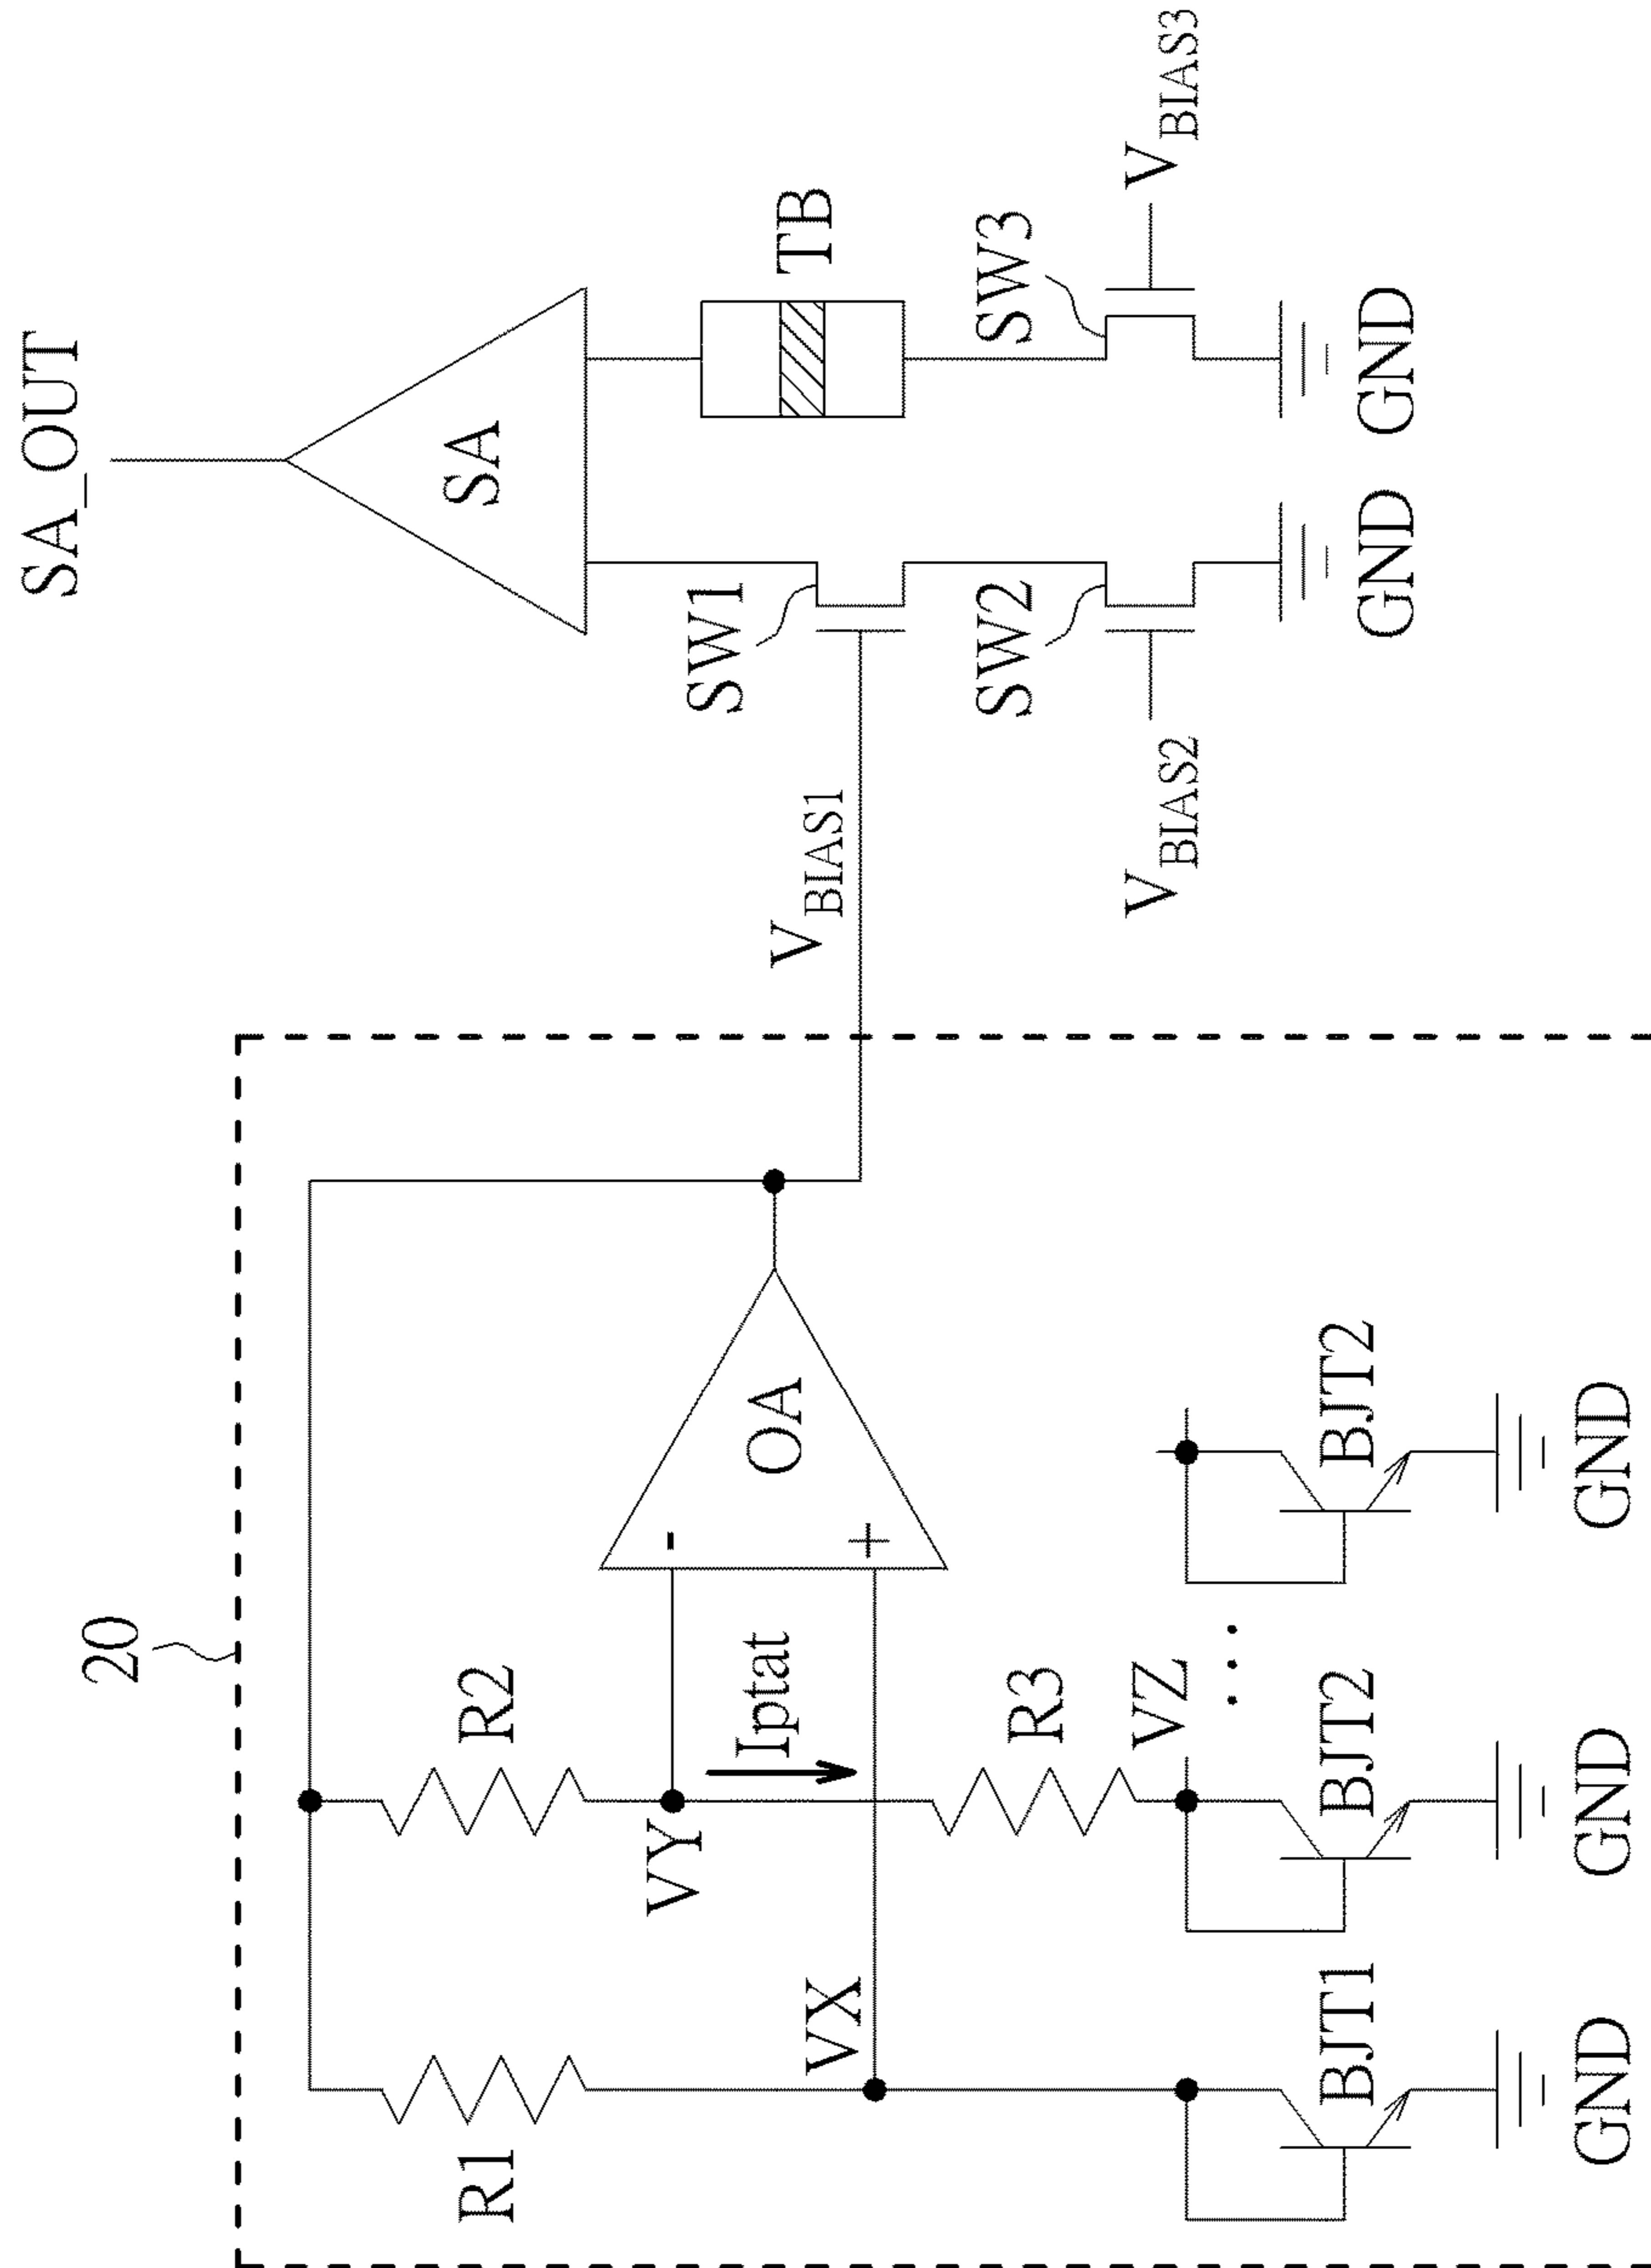 SA_OUT
SA
TB
SW1
SW2
SW3
V_BIAS1
V_BIAS2
V_BIAS3
GND
GND
20
R1
R2
VY
-
+
OA
Iptat
VX
R3
VZ
...
BJT1
BJT2
BJT2
GND
GND
GND